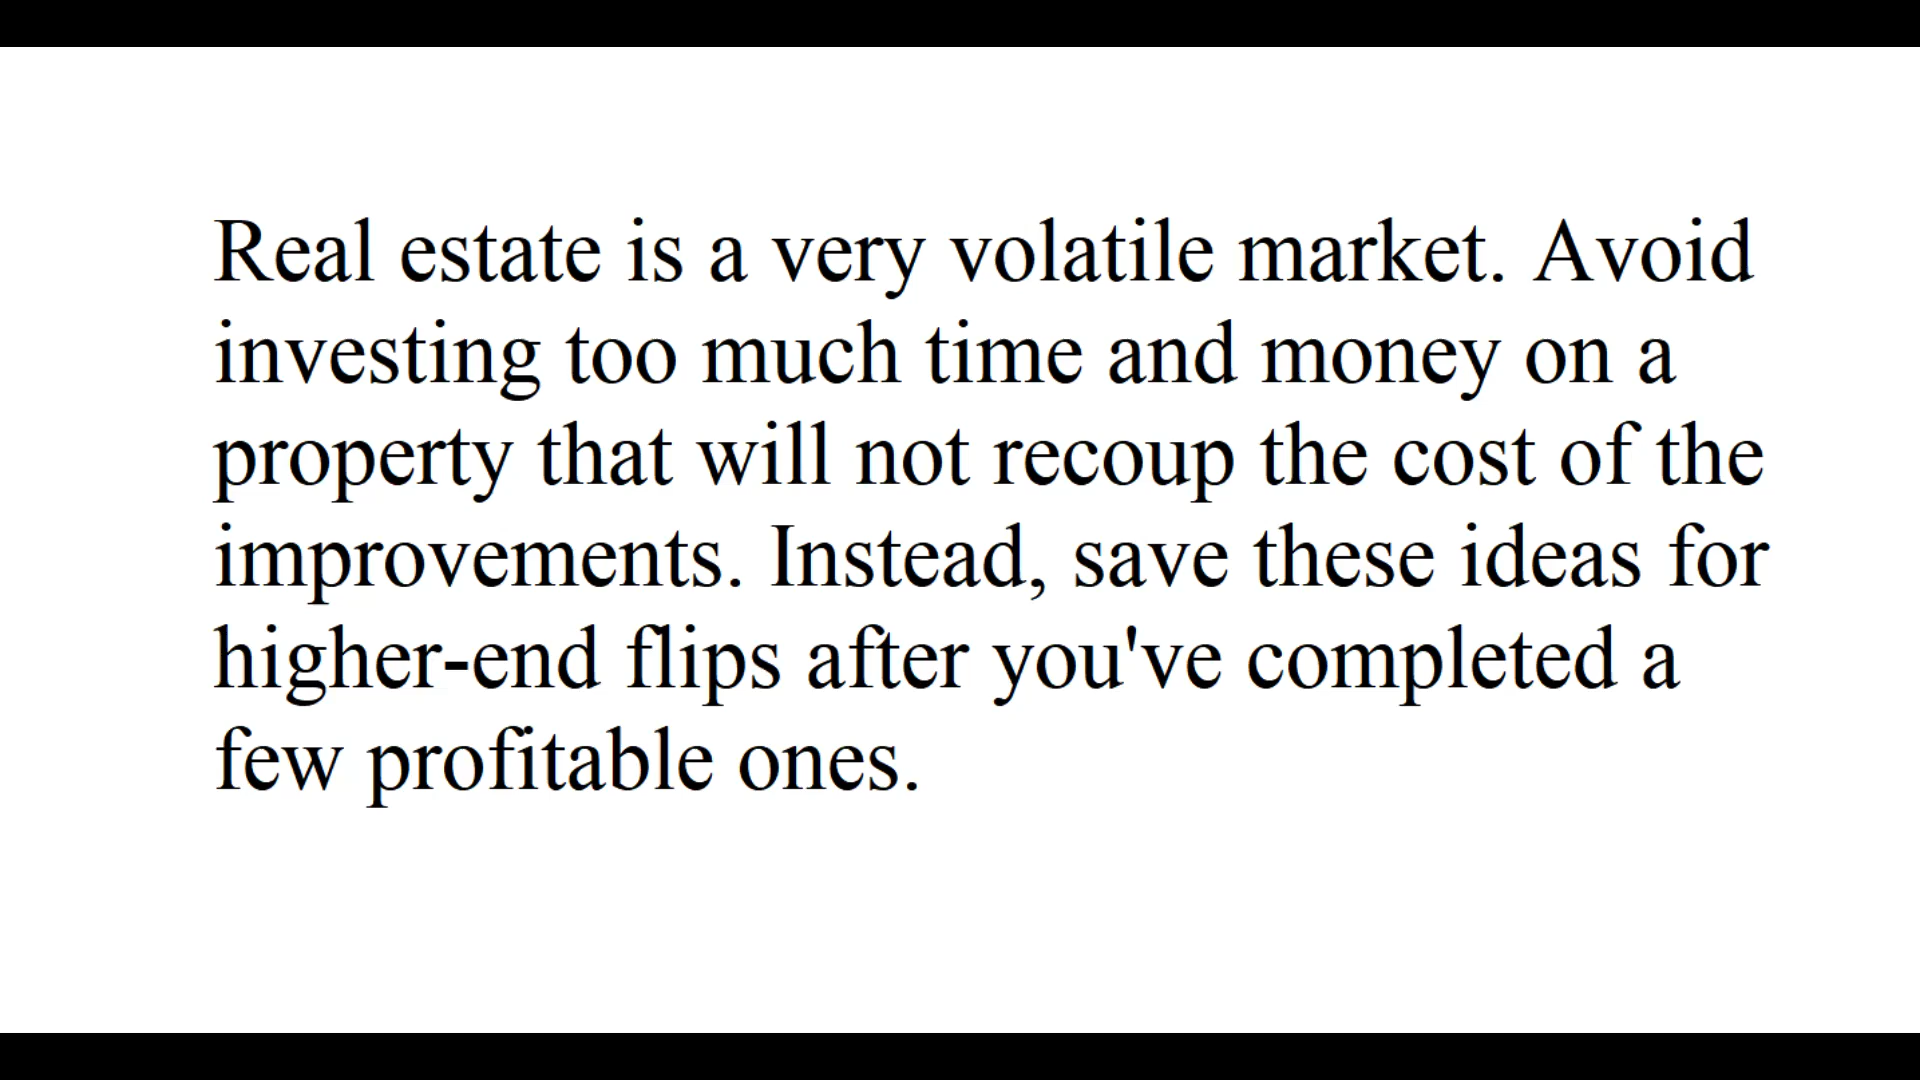 Real estate is a very volatile market. Avoid
investing too much time and money on a
property that will not recoup the cost of the
improvements. Instead, save these ideas for
higher-end flips after you've completed a
few profitable ones.